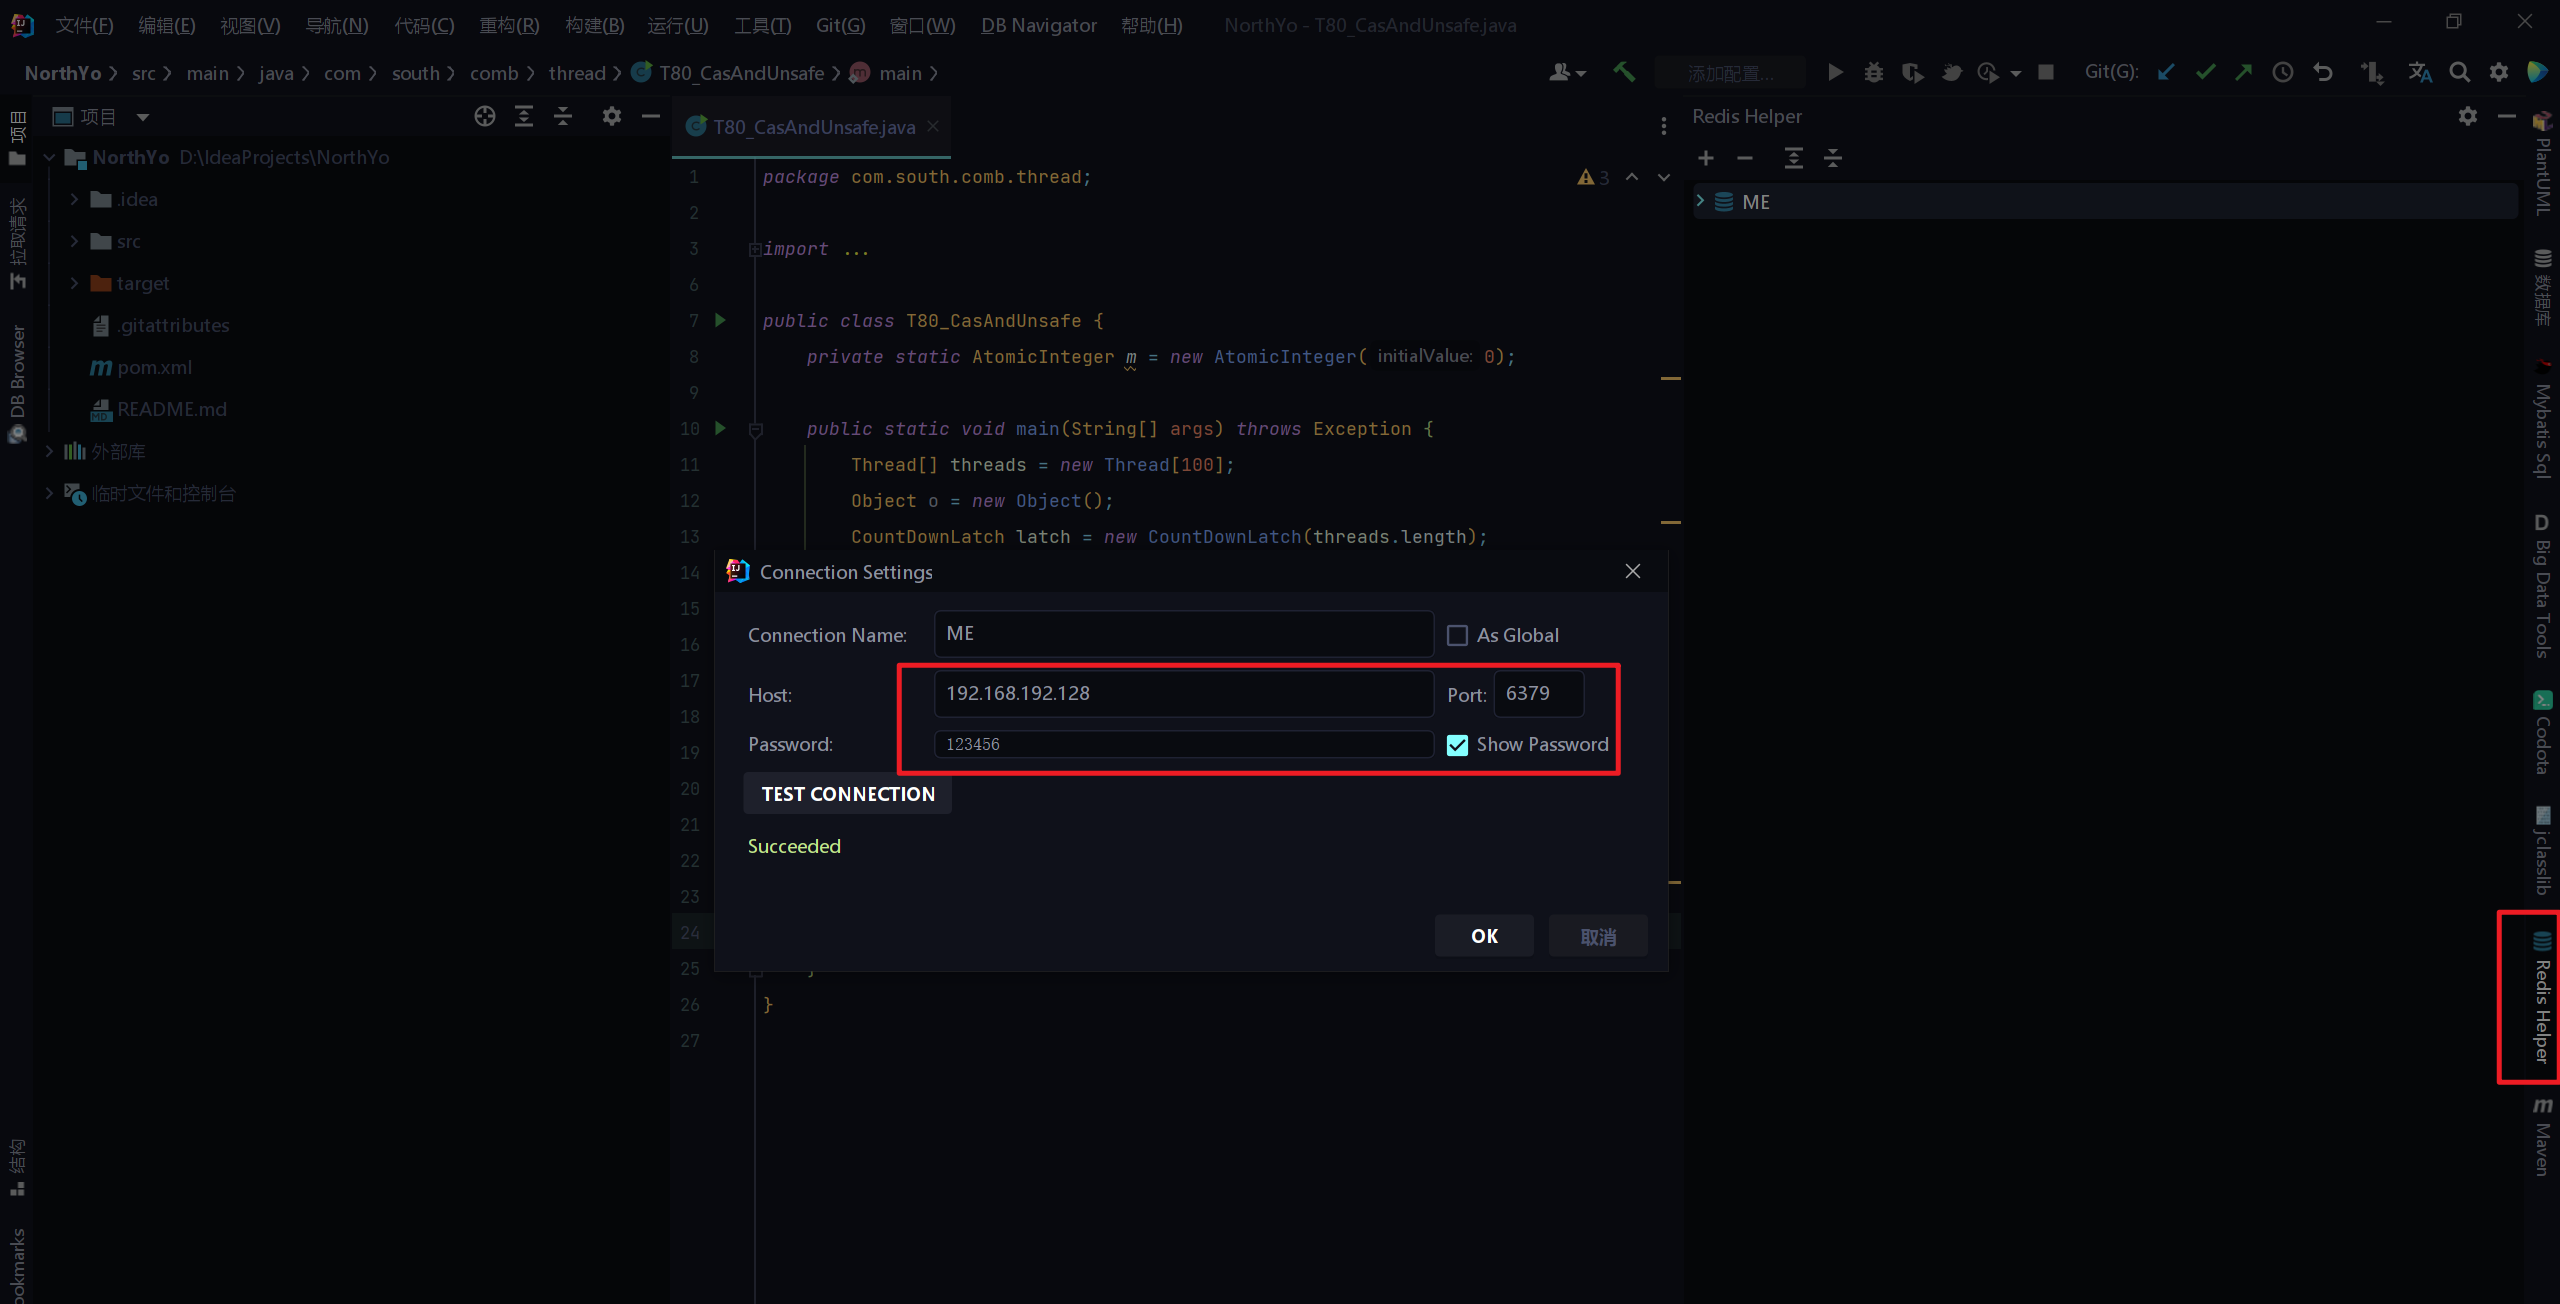 文件(F) 编辑(E) 视图(V) 导航(N) 代码(C) 重构(R) 构建(B) 运行(U) 工具(T) Git(G) 窗口(W) DB Navigator 帮助(H) NorthYo - T80_CasAndUnsafe.java
NorthYo src main java com south comb thread T80_CasAndUnsafe main 添加配置... Git(G):
项目
T80_CasAndUnsafe.java
Redis Helper
ME
NorthYo D:\IdeaProjects\NorthYo
.idea
src
target
.gitattributes
pom.xml
README.md
外部库
临时文件和控制台
3
1 package com.south.comb.thread;
2
3 import ...
6
7 public class T80_CasAndUnsafe {
8 private static AtomicInteger m = new AtomicInteger( initialValue: 0);
9
10 public static void main(String[] args) throws Exception {
11 Thread[] threads = new Thread[100];
12 Object o = new Object();
13 CountDownLatch latch = new CountDownLatch(threads.length);
14
15
16
17
18
19
20
21
22
23
24
25 }
26 }
27
Connection Settings
Connection Name: ME As Global
Host: 192.168.192.128 Port: 6379
Password: 123456 Show Password
TEST CONNECTION
Succeeded
OK 取消
项目
拉取请求
DB Browser
结构
PlantUML
数据库
Mybatis Sql
Big Data Tools
Codota
jclasslib
Redis Helper
Maven